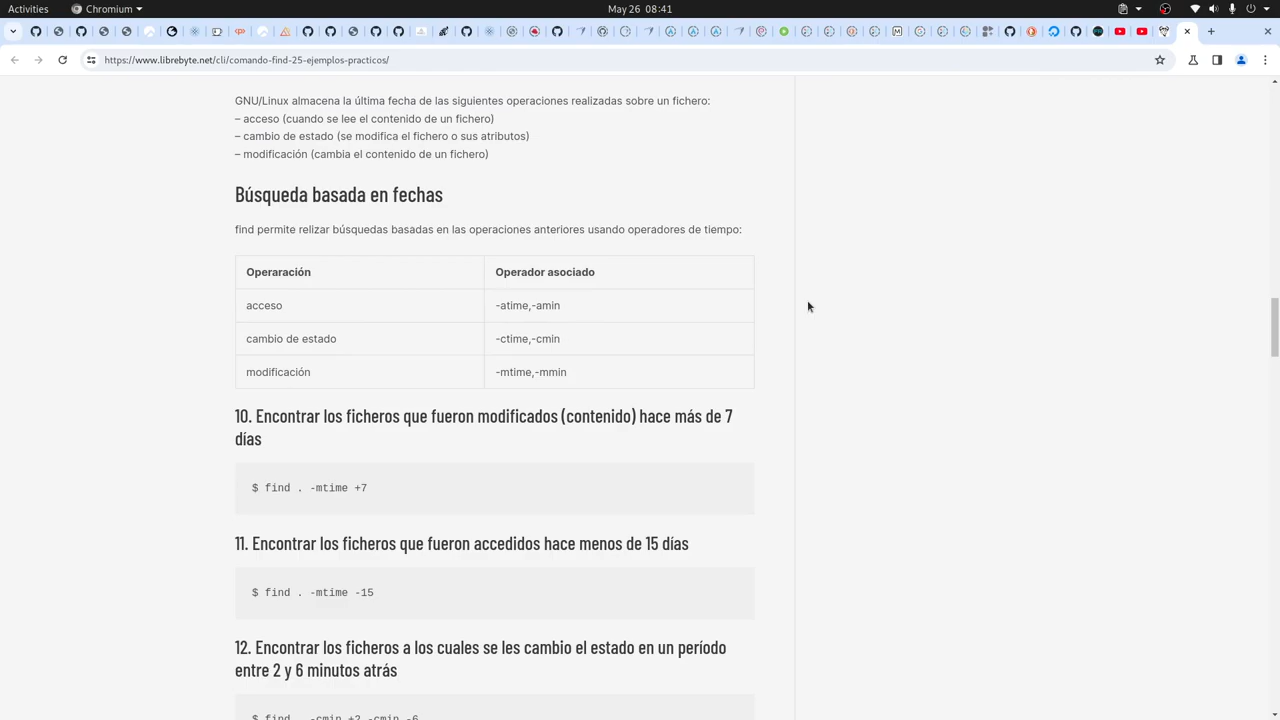 Activities
Chromium
May 26 08:41
https://www.librebyte.net/cli/comando-find-25-ejemplos-practicos/
GNU/Linux almacena la última fecha de las siguientes operaciones realizadas sobre un fichero:
– acceso (cuando se lee el contenido de un fichero)
– cambio de estado (se modifica el fichero o sus atributos)
– modificación (cambia el contenido de un fichero)
Búsqueda basada en fechas
find permite relizar búsquedas basadas en las operaciones anteriores usando operadores de tiempo:
Operaración Operador asociado
acceso -atime,-amin
cambio de estado -ctime,-cmin
modificación -mtime,-mmin
10. Encontrar los ficheros que fueron modificados (contenido) hace más de 7
días
$ find . -mtime +7
11. Encontrar los ficheros que fueron accedidos hace menos de 15 días
$ find . -mtime -15
12. Encontrar los ficheros a los cuales se les cambio el estado en un período
entre 2 y 6 minutos atrás
$ find . -cmin +2 -cmin -6